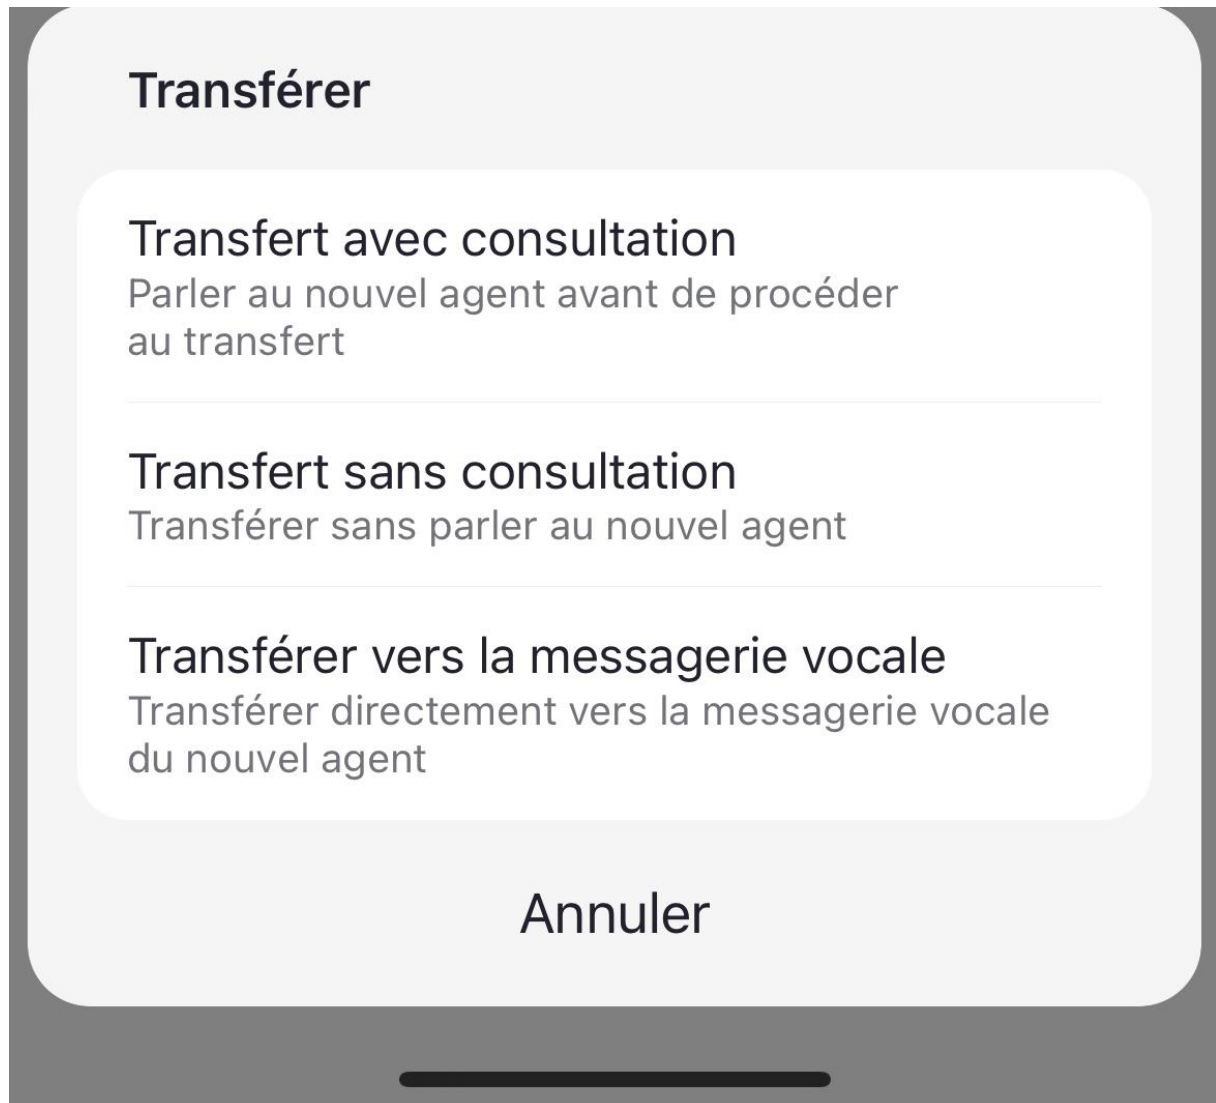 Transférer
Transfert avec consultation
Parler au nouvel agent avant de procéder
au transfert
Transfert sans consultation
Transférer sans parler au nouvel agent
Transférer vers la messagerie vocale
Transférer directement vers la messagerie vocale
du nouvel agent
Annuler